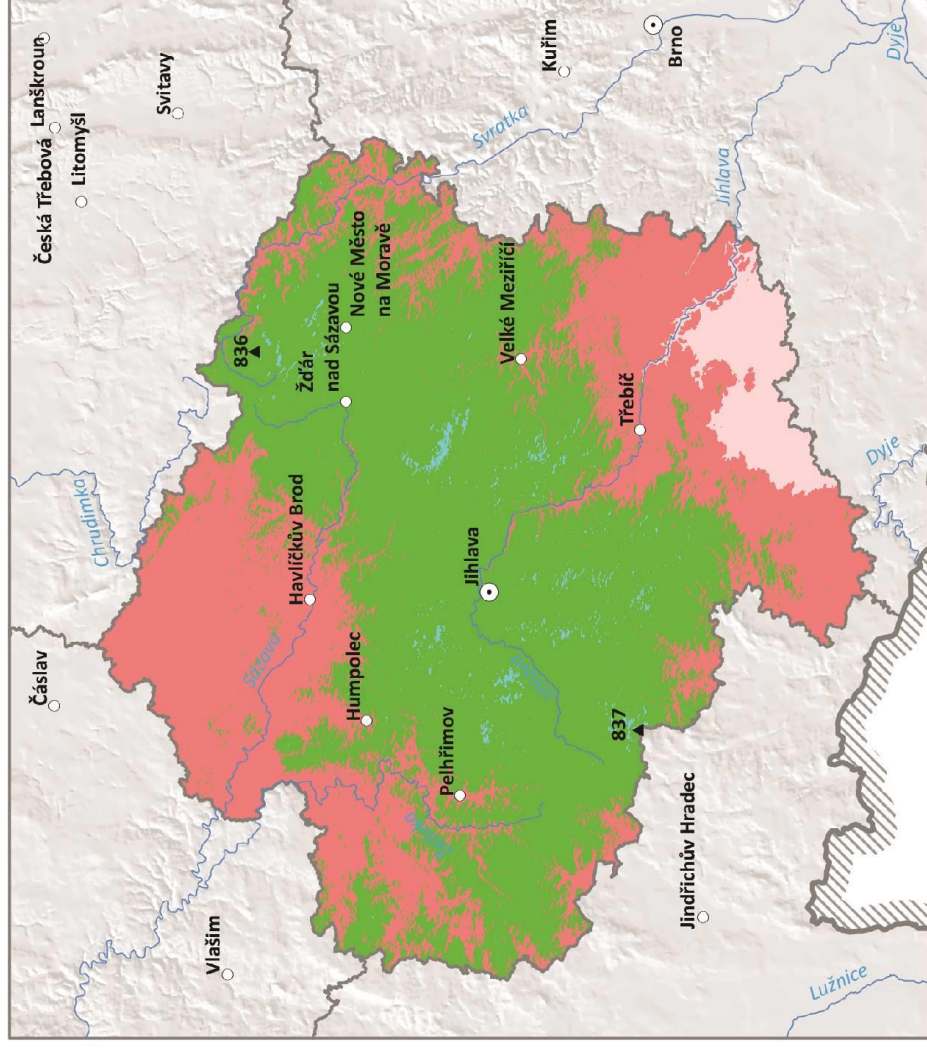 Česká Třebová
Lanškroun
Litomyšl
Svitavy
Čáslav
Chrudimka
Vlašim
Sázava
Havlíčkův Brod
836
Žďár
nad Sázavou
Nové Město
na Moravě
Svratka
Kuřim
Brno
Humpolec
Pelhřimov
Jihlava
Velké Meziříčí
Třebíč
Jihlava
Dyje
837
Jindřichův Hradec
Dyje
Lužnice